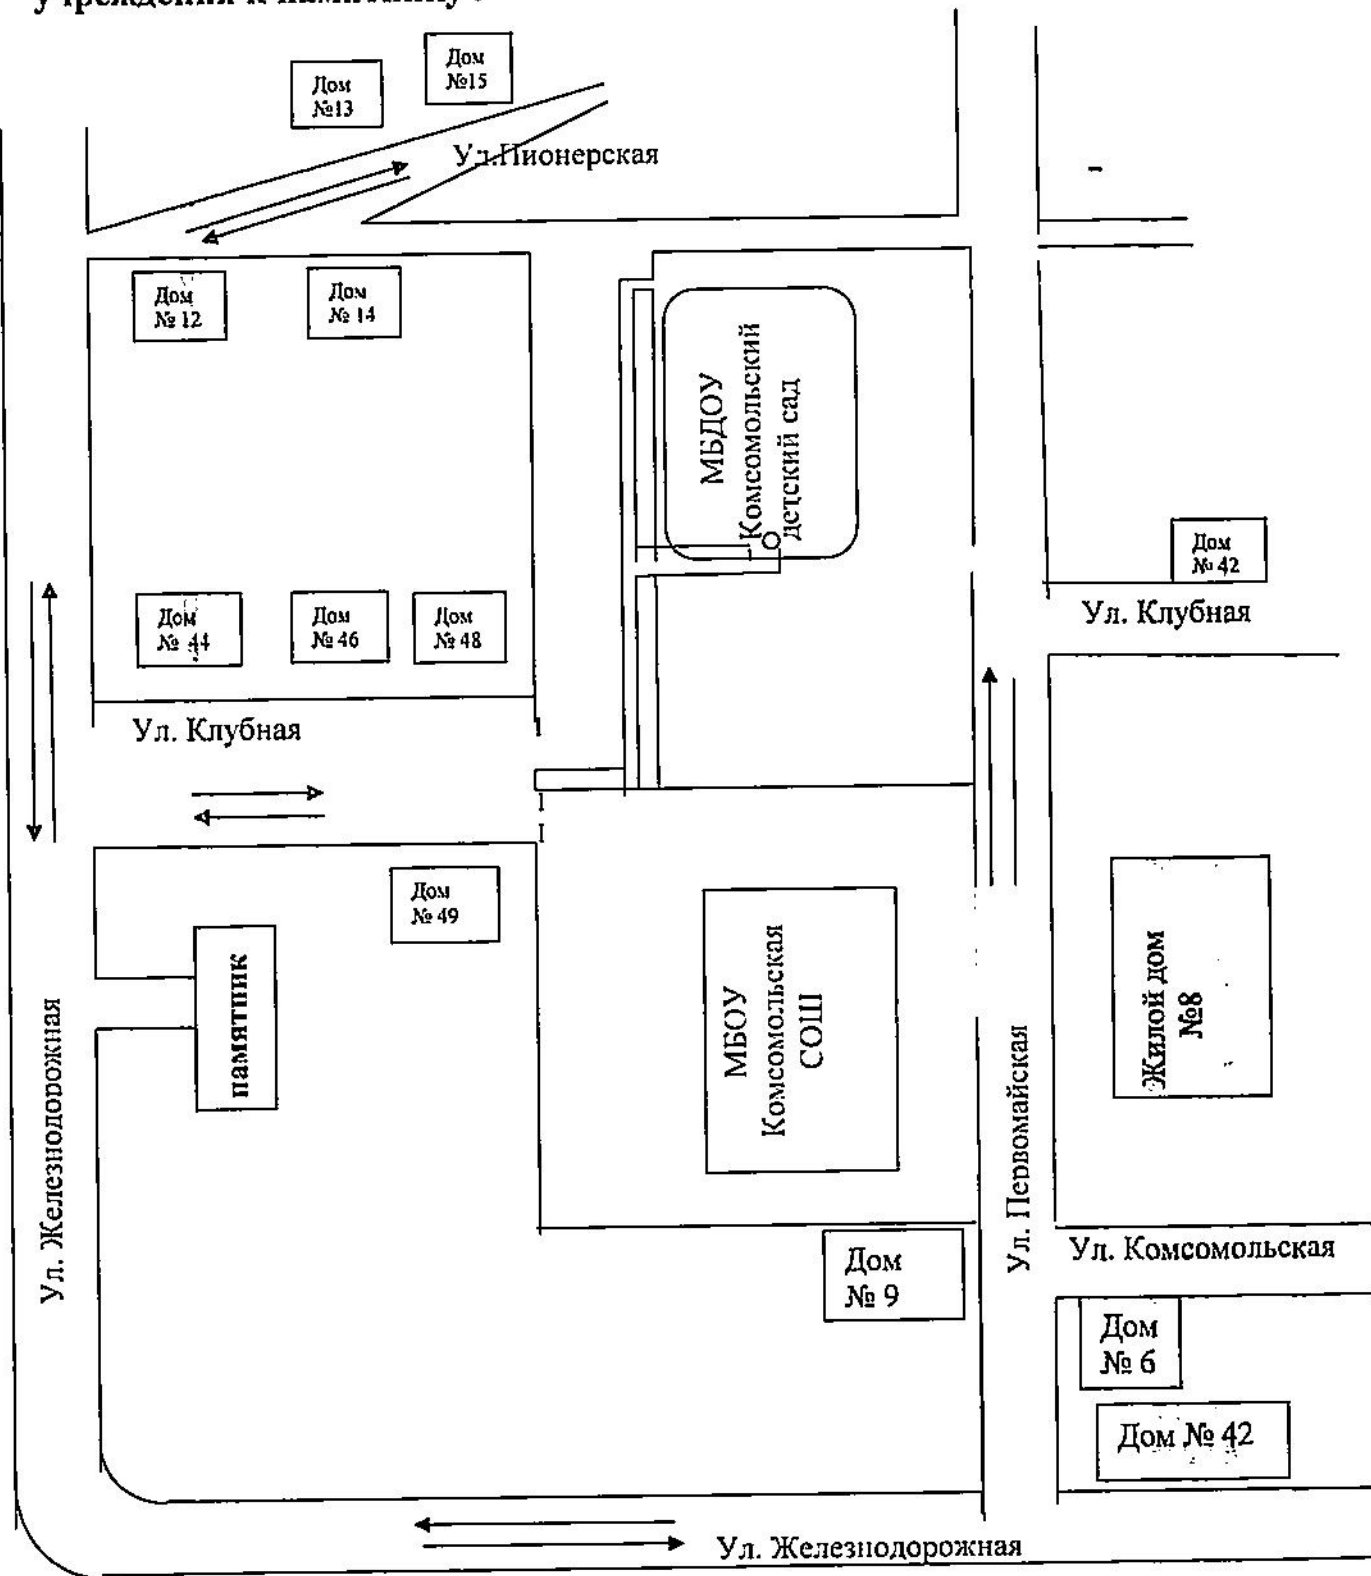 учреждения к памятнику
Дом
№13
Дом
№15
Ул.Пионерская
Дом
№ 12
Дом
№ 14
МБДОУ
Комсомольский
детский сад
Дом
№ 42
Ул. Клубная
Дом
№ 44
Дом
№ 46
Дом
№ 48
Ул. Клубная
Дом
№ 49
памятник
МБОУ
Комсомольская
СОШ
Жилой дом
№8
Ул. Железнодорожная
Ул. Первомайская
Ул. Комсомольская
Дом
№ 9
Дом
№ 6
Дом № 42
Ул. Железнодорожная